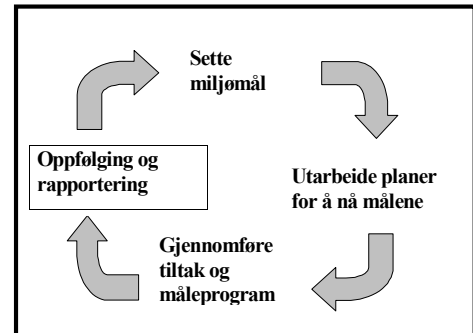 Sette
miljømål
Utarbeide planer
for å nå målene
Gjennomføre
tiltak og
måleprogram
Oppfølging og
rapportering